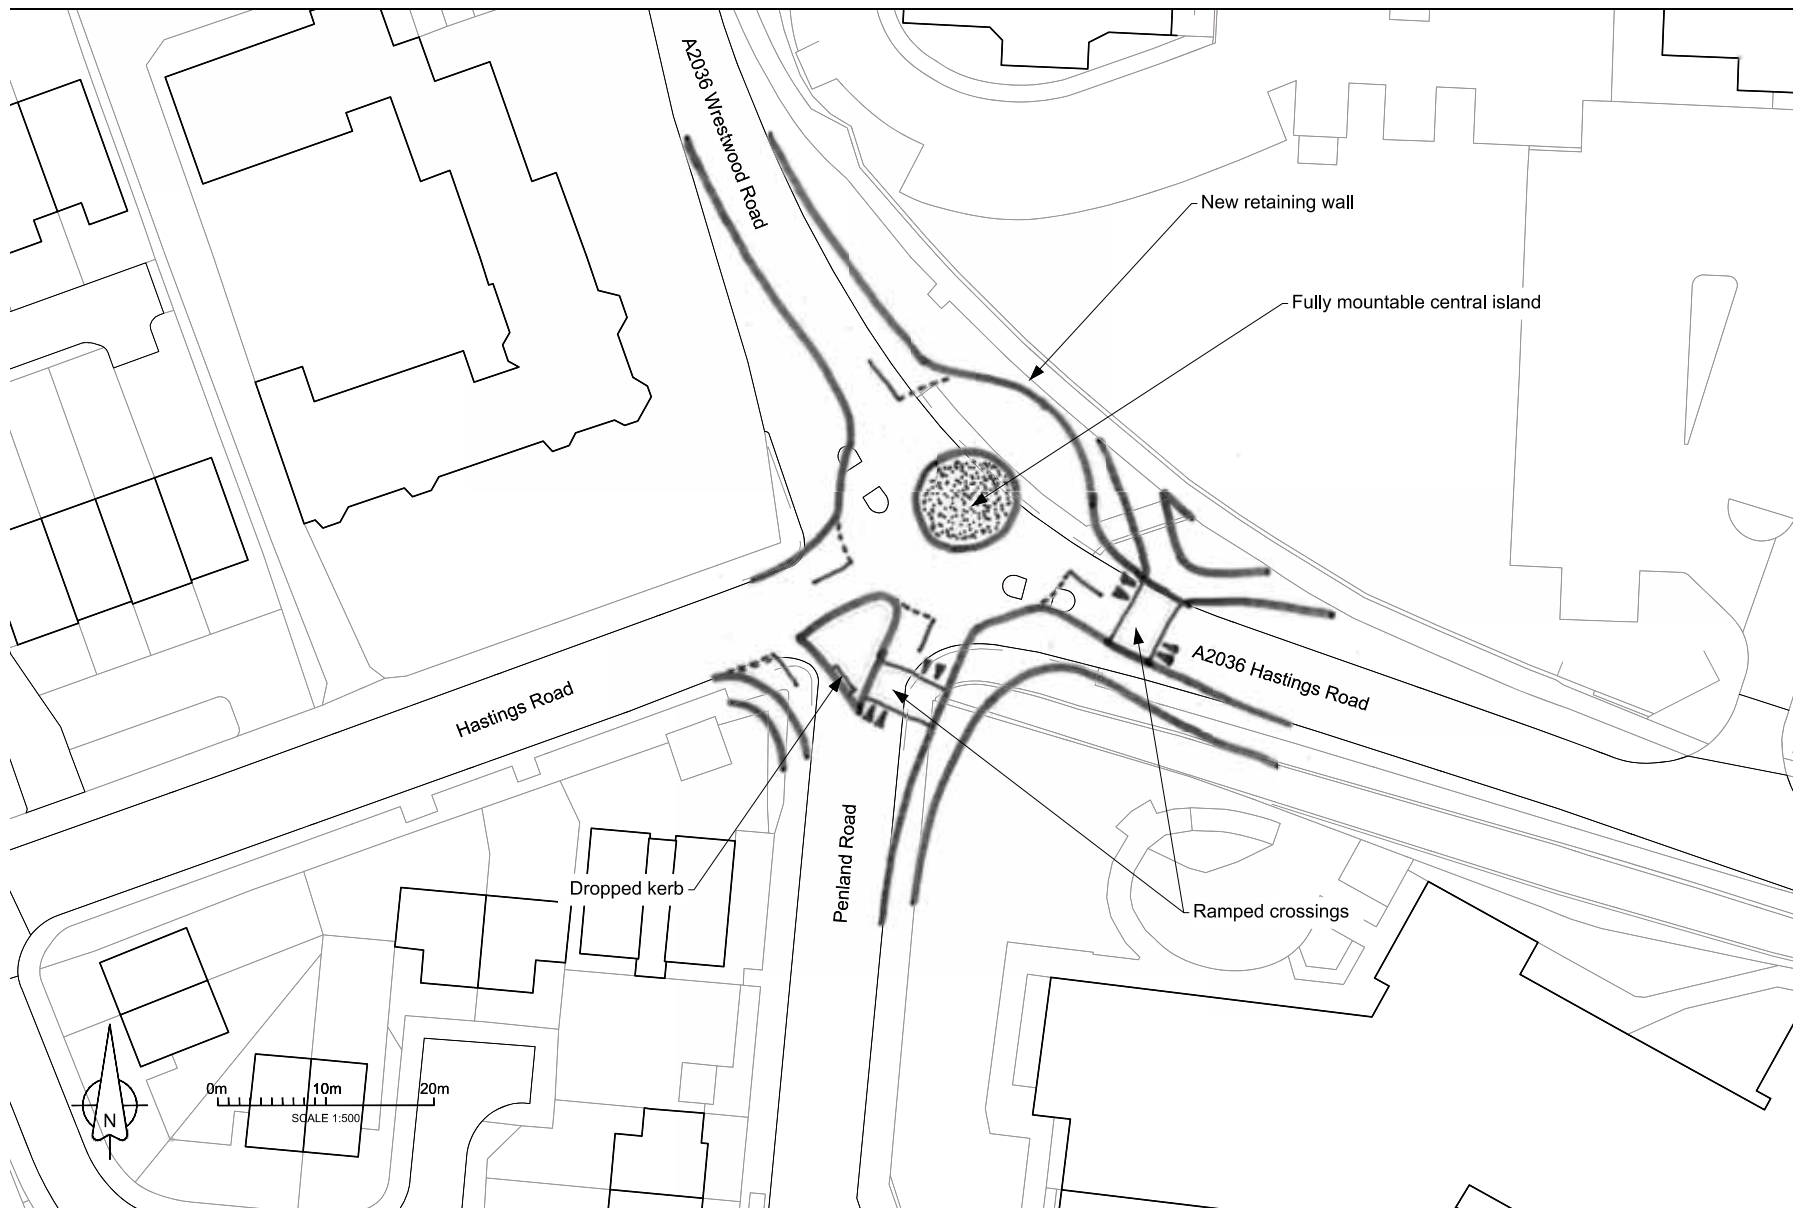 A2036 Wrestwood Road
New retaining wall
Fully mountable central island
A2036 Hastings Road
Hastings Road
Penland Road
Dropped kerb
Ramped crossings
0m 10m 20m
SCALE 1:500
N